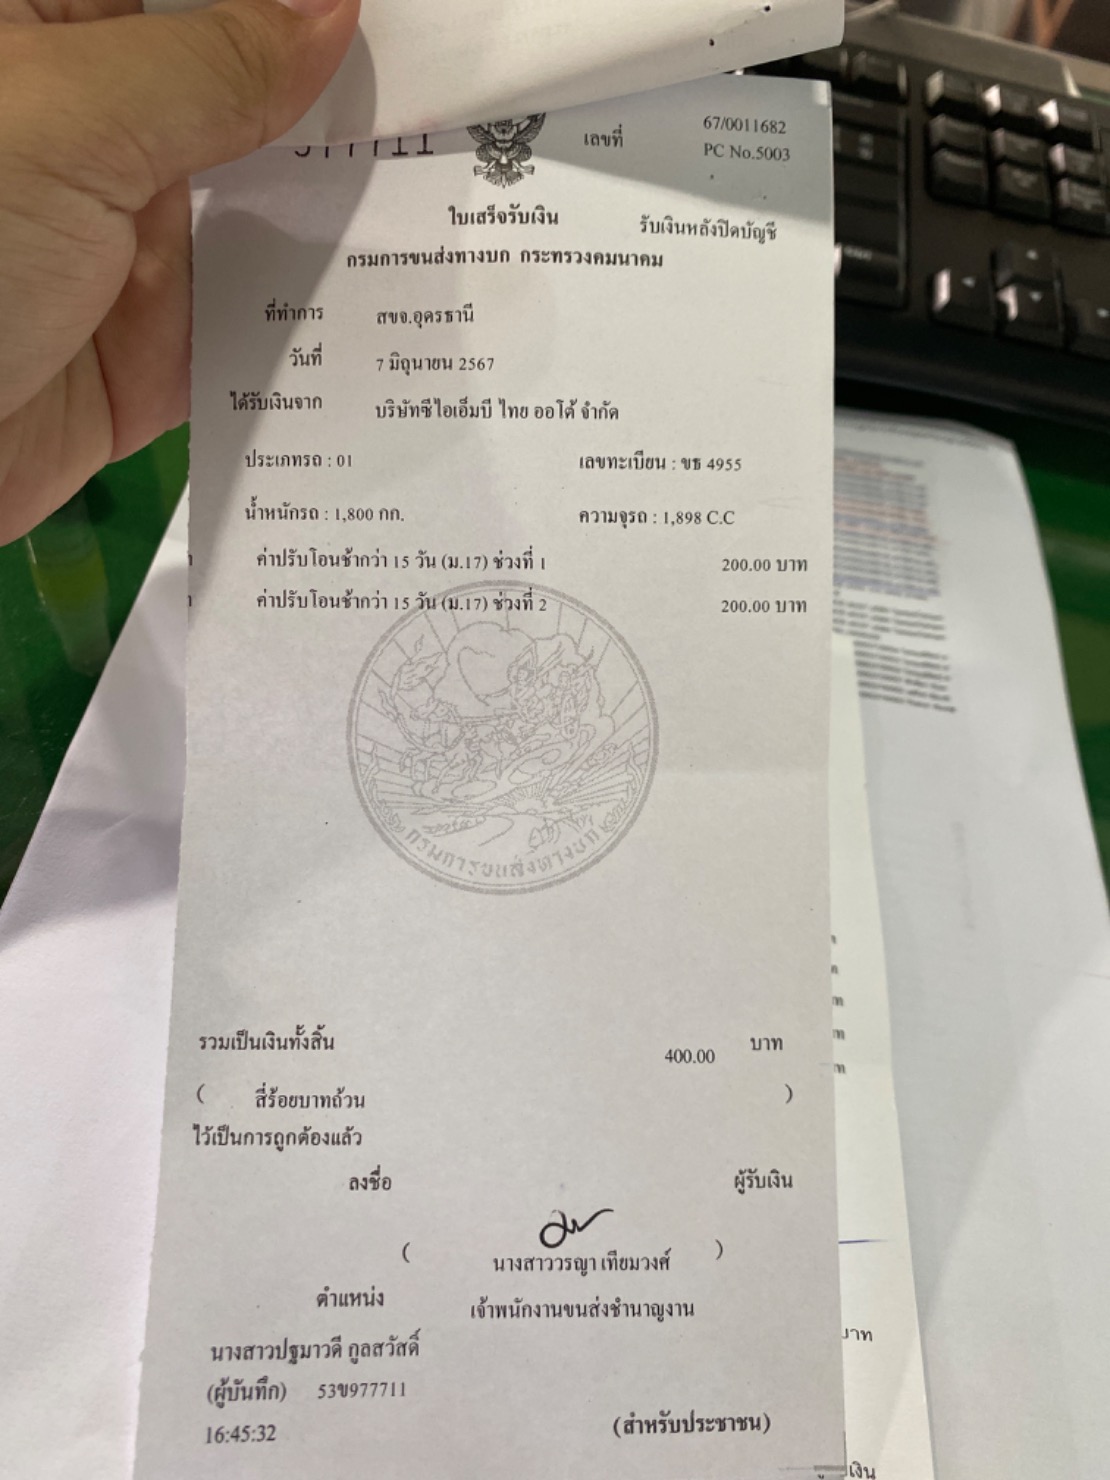 เลขที่ 67/0011682
PC No.5003
ใบเสร็จรับเงิน รับเงินหลังปิดบัญชี
กรมการขนส่งทางบก กระทรวงคมนาคม
ที่ทำการ สขจ.อุดรธานี
วันที่ 7 มิถุนายน 2567
ได้รับเงินจาก บริษัทซีไอเอ็มบี ไทย ออโต้ จำกัด
ประเภทรถ : 01 เลขทะเบียน : ขธ 4955
น้ำหนักรถ : 1,800 กก. ความจุรถ : 1,898 C.C
ค่าปรับโอนช้ากว่า 15 วัน (ม.17) ช่วงที่ 1 200.00 บาท
ค่าปรับโอนช้ากว่า 15 วัน (ม.17) ช่วงที่ 2 200.00 บาท
กรมการขนส่งทางบก
รวมเป็นเงินทั้งสิ้น 400.00 บาท
( สี่ร้อยบาทถ้วน )
ไว้เป็นการถูกต้องแล้ว
ลงชื่อ ผู้รับเงิน
( นางสาววรญา เทียมวงศ์ )
ตำแหน่ง เจ้าพนักงานขนส่งชำนาญงาน
นางสาวปฐมาวดี กูลสวัสดิ์
(ผู้บันทึก) 53ข977711
16:45:32 (สำหรับประชาชน)
บาท
เงิน